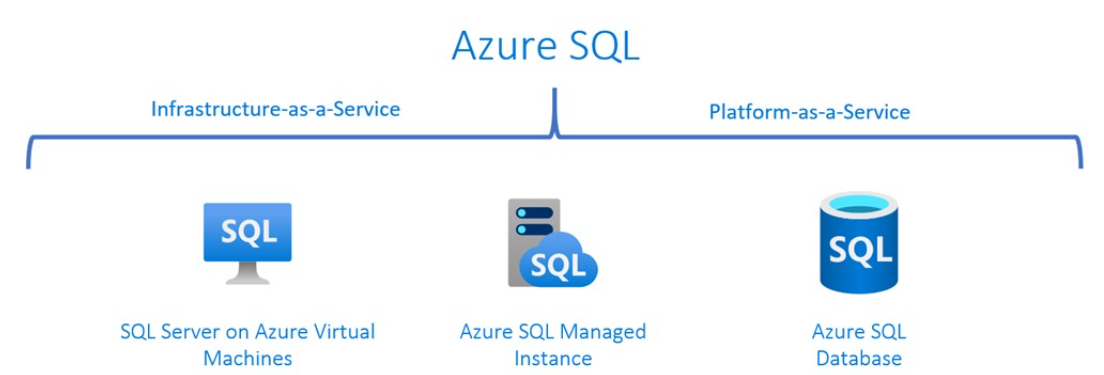 Azure SQL
Infrastructure-as-a-Service
Platform-as-a-Service
SQL
SQL
SQL
SQL Server on Azure Virtual
Machines
Azure SQL Managed
Instance
Azure SQL
Database